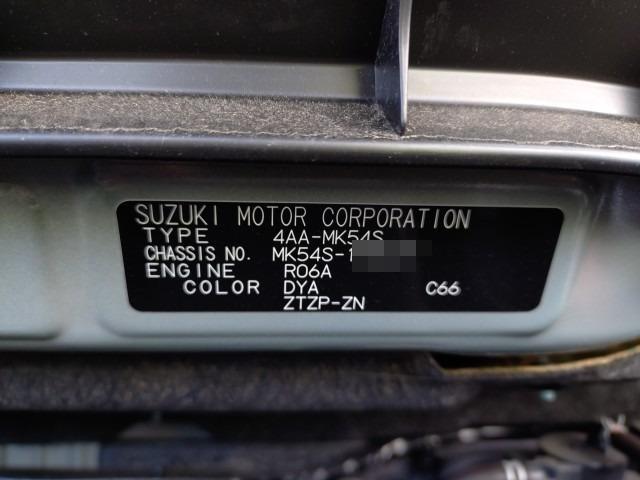 SUZUKI MOTOR CORPORATION
TYPE 4AA-MK54S
CHASSIS NO. MK54S-1
ENGINE R06A
COLOR DYA C66
ZTZP-ZN